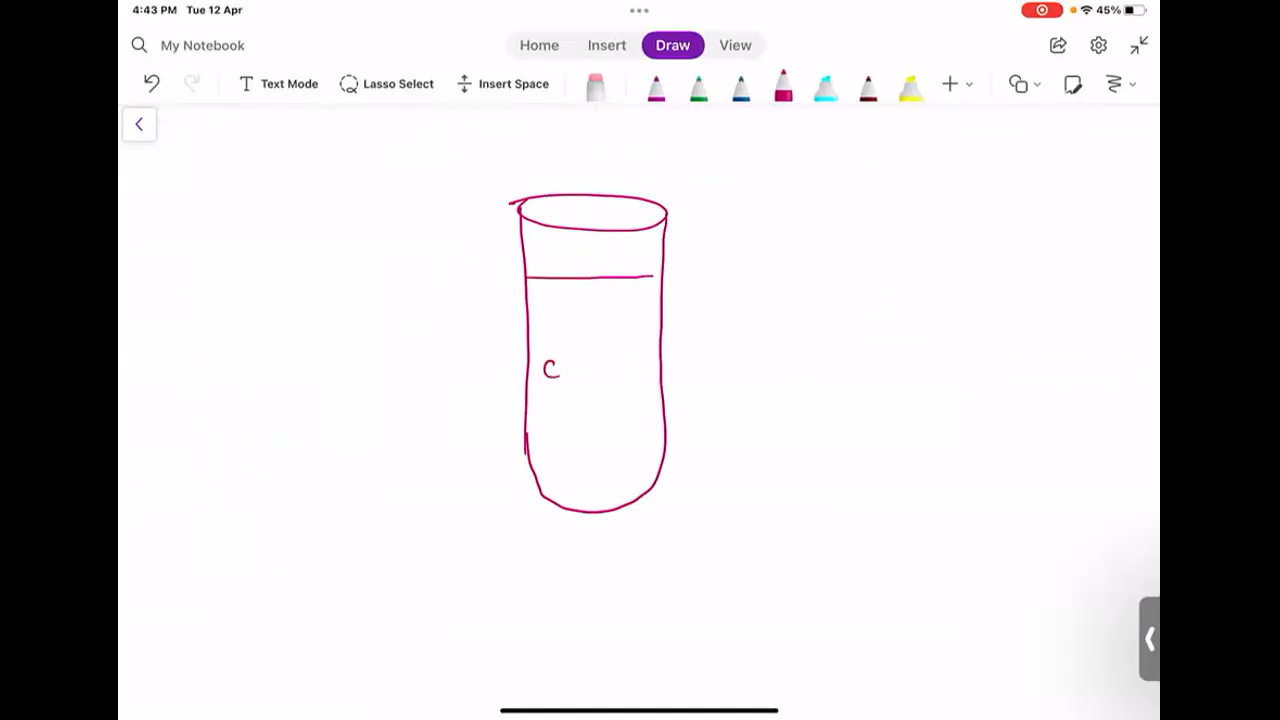 4:43 PM Tue 12 Apr
45%
My Notebook
Home Insert Draw View
Text Mode Lasso Select Insert Space
C